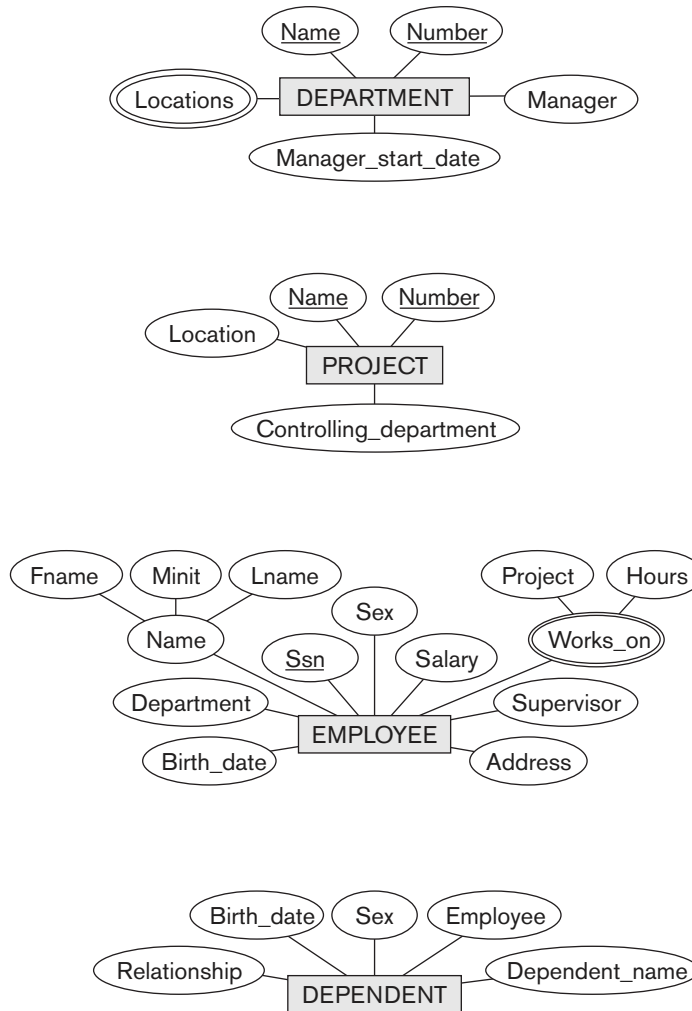 Name Number
Locations DEPARTMENT Manager
Manager_start_date
Name Number
Location
PROJECT
Controlling_department
Fname Minit Lname Project Hours
Sex
Name Works_on
Ssn Salary
Department Supervisor
EMPLOYEE
Birth_date Address
Birth_date Sex Employee
Relationship Dependent_name
DEPENDENT